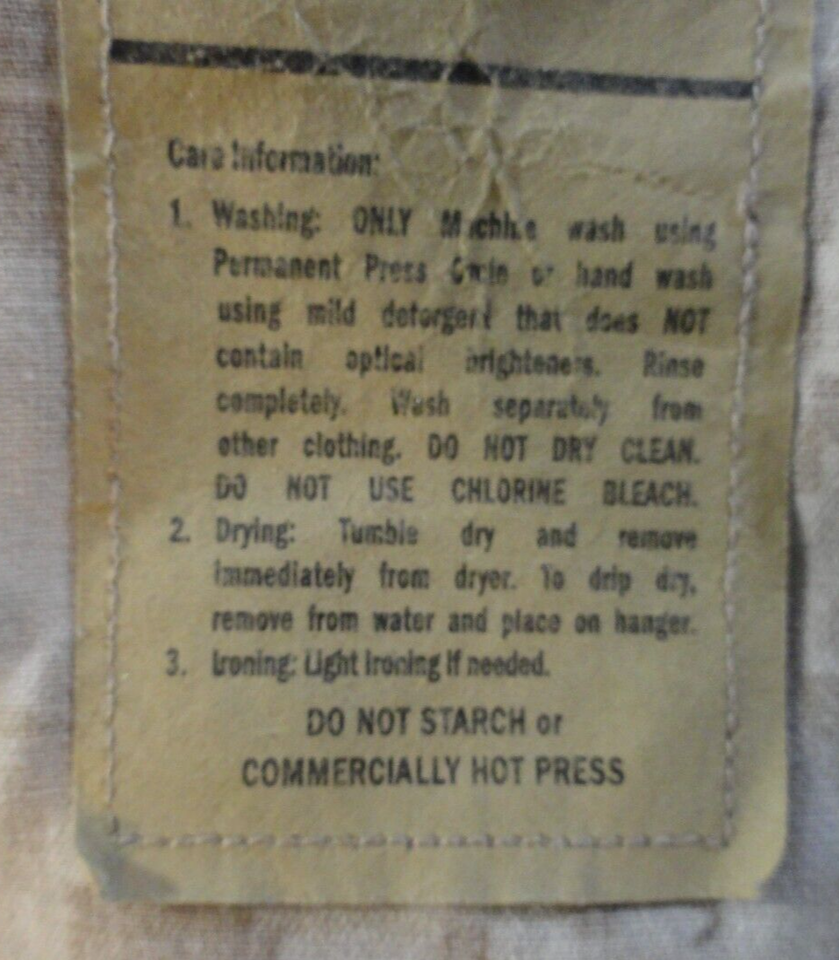 Care Information:
1. Washing: ONLY Machine wash using
Permanent Press Cycle or hand wash
using mild detergent that does NOT
contain optical brighteners. Rinse
completely. Wash separately from
other clothing. DO NOT DRY CLEAN.
DO NOT USE CHLORINE BLEACH.
2. Drying: Tumble dry and remove
immediately from dryer. To drip dry,
remove from water and place on hanger.
3. Ironing: Light ironing if needed.
DO NOT STARCH or
COMMERCIALLY HOT PRESS